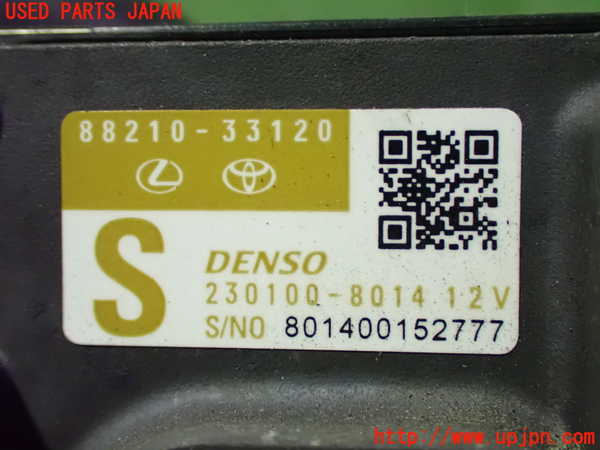 USED PARTS JAPAN
88210-33120
S
DENSO
230100-8014 12V
S/NO 801400152777
http://www.upjpn.com/